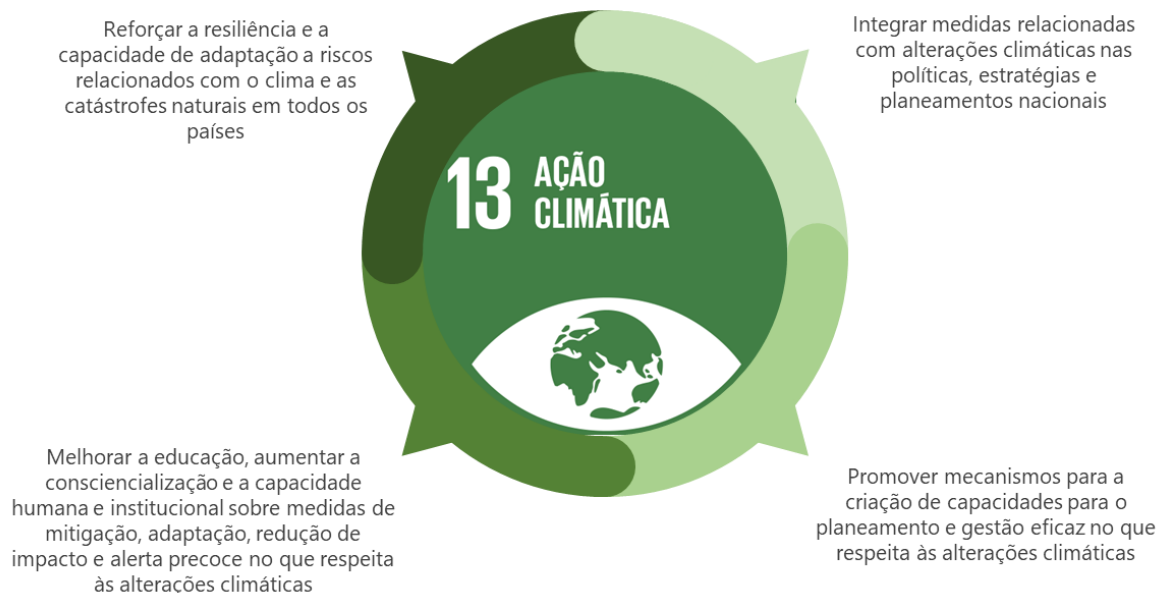 Reforçar a resiliência e a
capacidade de adaptação a riscos
relacionados com o clima e as
catástrofes naturais em todos os
países
Integrar medidas relacionadas
com alterações climáticas nas
políticas, estratégias e
planeamentos nacionais
13 AÇÃO
CLIMÁTICA
Melhorar a educação, aumentar a
consciencialização e a capacidade
humana e institucional sobre medidas de
mitigação, adaptação, redução de
impacto e alerta precoce no que respeita
às alterações climáticas
Promover mecanismos para a
criação de capacidades para o
planeamento e gestão eficaz no que
respeita às alterações climáticas